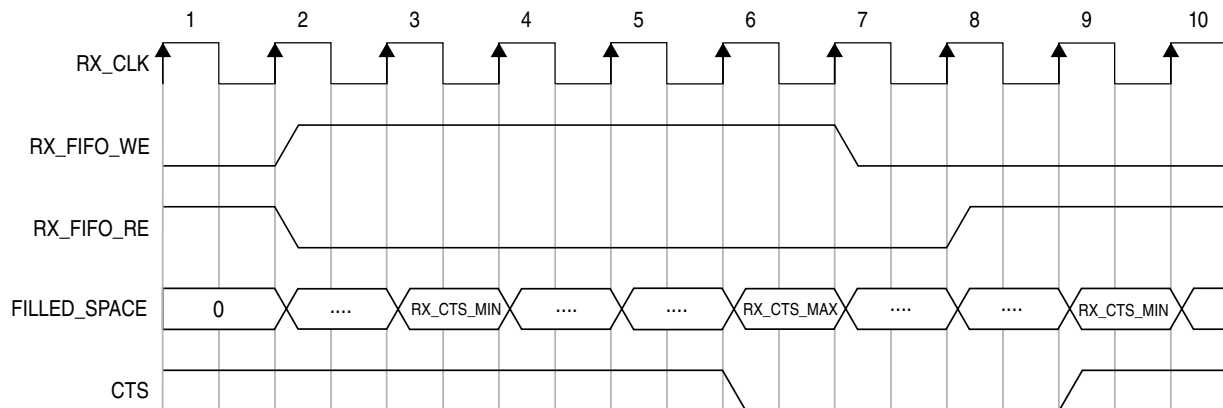 1 2 3 4 5 6 7 8 9 10
RX_CLK
RX_FIFO_WE
RX_FIFO_RE
FILLED_SPACE 0 .... RX_CTS_MIN .... .... RX_CTS_MAX .... .... RX_CTS_MIN
CTS